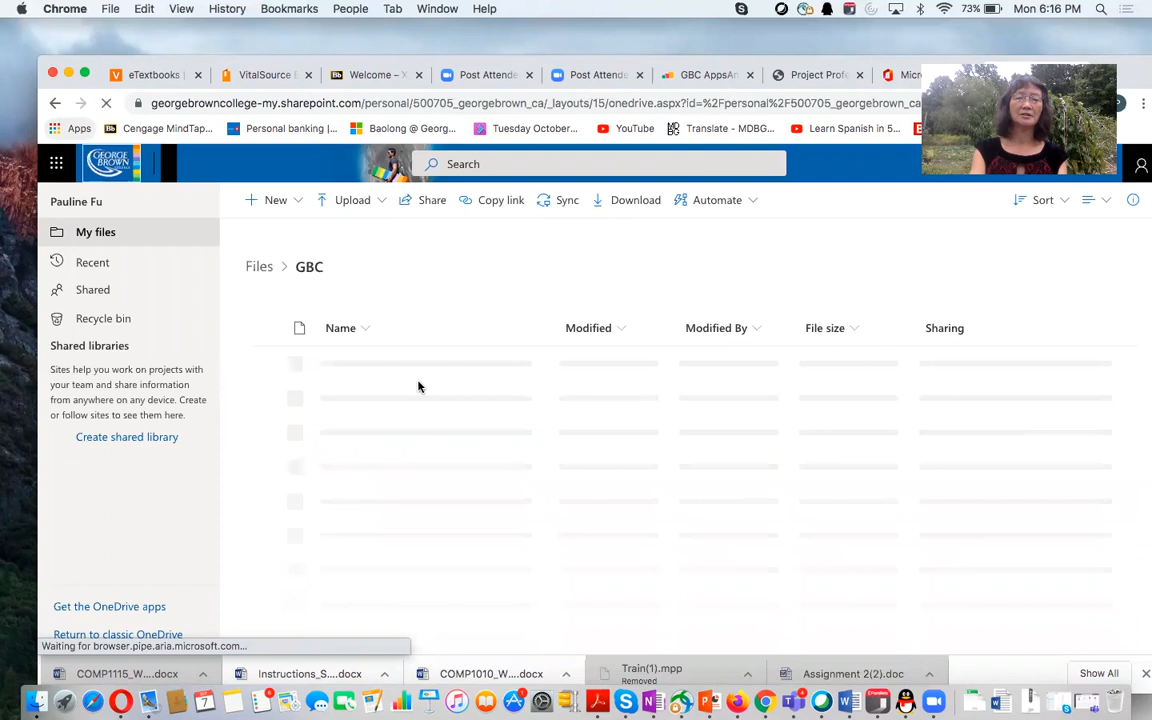 Chrome File Edit View History Bookmarks People Tab Window Help 73% Mon 6:16 PM
eTextbooks | VitalSource E Welcome – X Post Attende Post Attende GBC AppsAn Project Prof Micr
georgebrowncollege-my.sharepoint.com/personal/500705_georgebrown_ca/_layouts/15/onedrive.aspx?id=%2Fpersonal%2F500705_georgebrown_ca%
Apps Cengage MindTap... Personal banking |... Baolong @ Georg... Tuesday October... YouTube Translate - MDBG... Learn Spanish in 5...
GEORGE BROWN
Search
Pauline Fu
New Upload Share Copy link Sync Download Automate Sort
My files
Recent
Shared
Recycle bin
Shared libraries
Sites help you work on projects with
your team and share information
from anywhere on any device. Create
or follow sites to see them here.
Create shared library
Files > GBC
Name Modified Modified By File size Sharing
Get the OneDrive apps
Return to classic OneDrive
Waiting for browser.pipe.aria.microsoft.com...
COMP1115_W....docx Instructions_S....docx COMP1010_W....docx Train(1).mpp Assignment 2(2).doc Show All
Removed